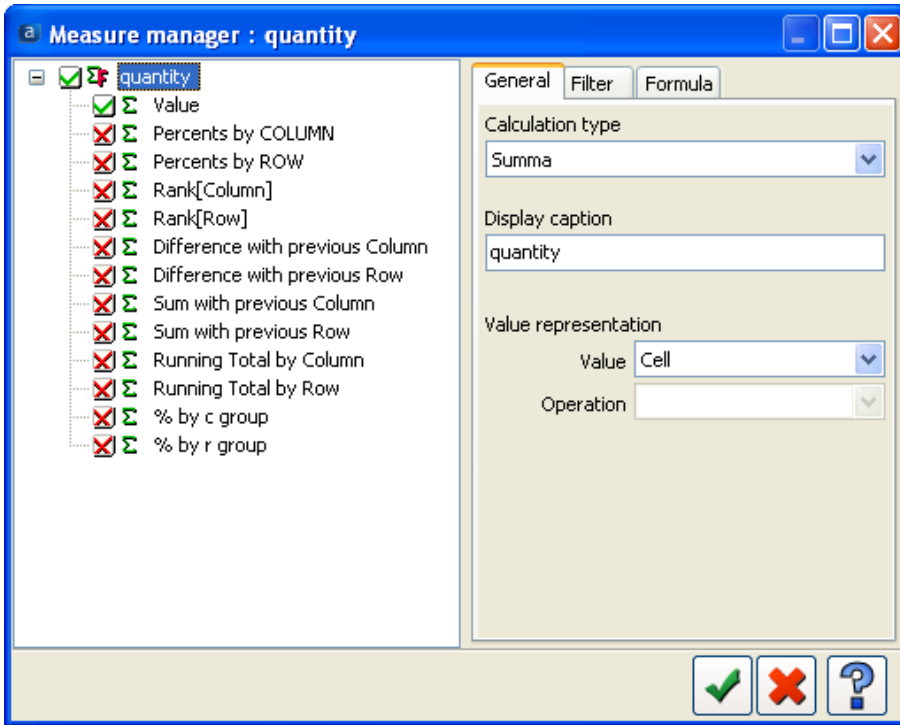 Measure manager : quantity
quantity
Value
Percents by COLUMN
Percents by ROW
Rank[Column]
Rank[Row]
Difference with previous Column
Difference with previous Row
Sum with previous Column
Sum with previous Row
Running Total by Column
Running Total by Row
% by c group
% by r group
General Filter Formula
Calculation type
Summa
Display caption
quantity
Value representation
Value Cell
Operation